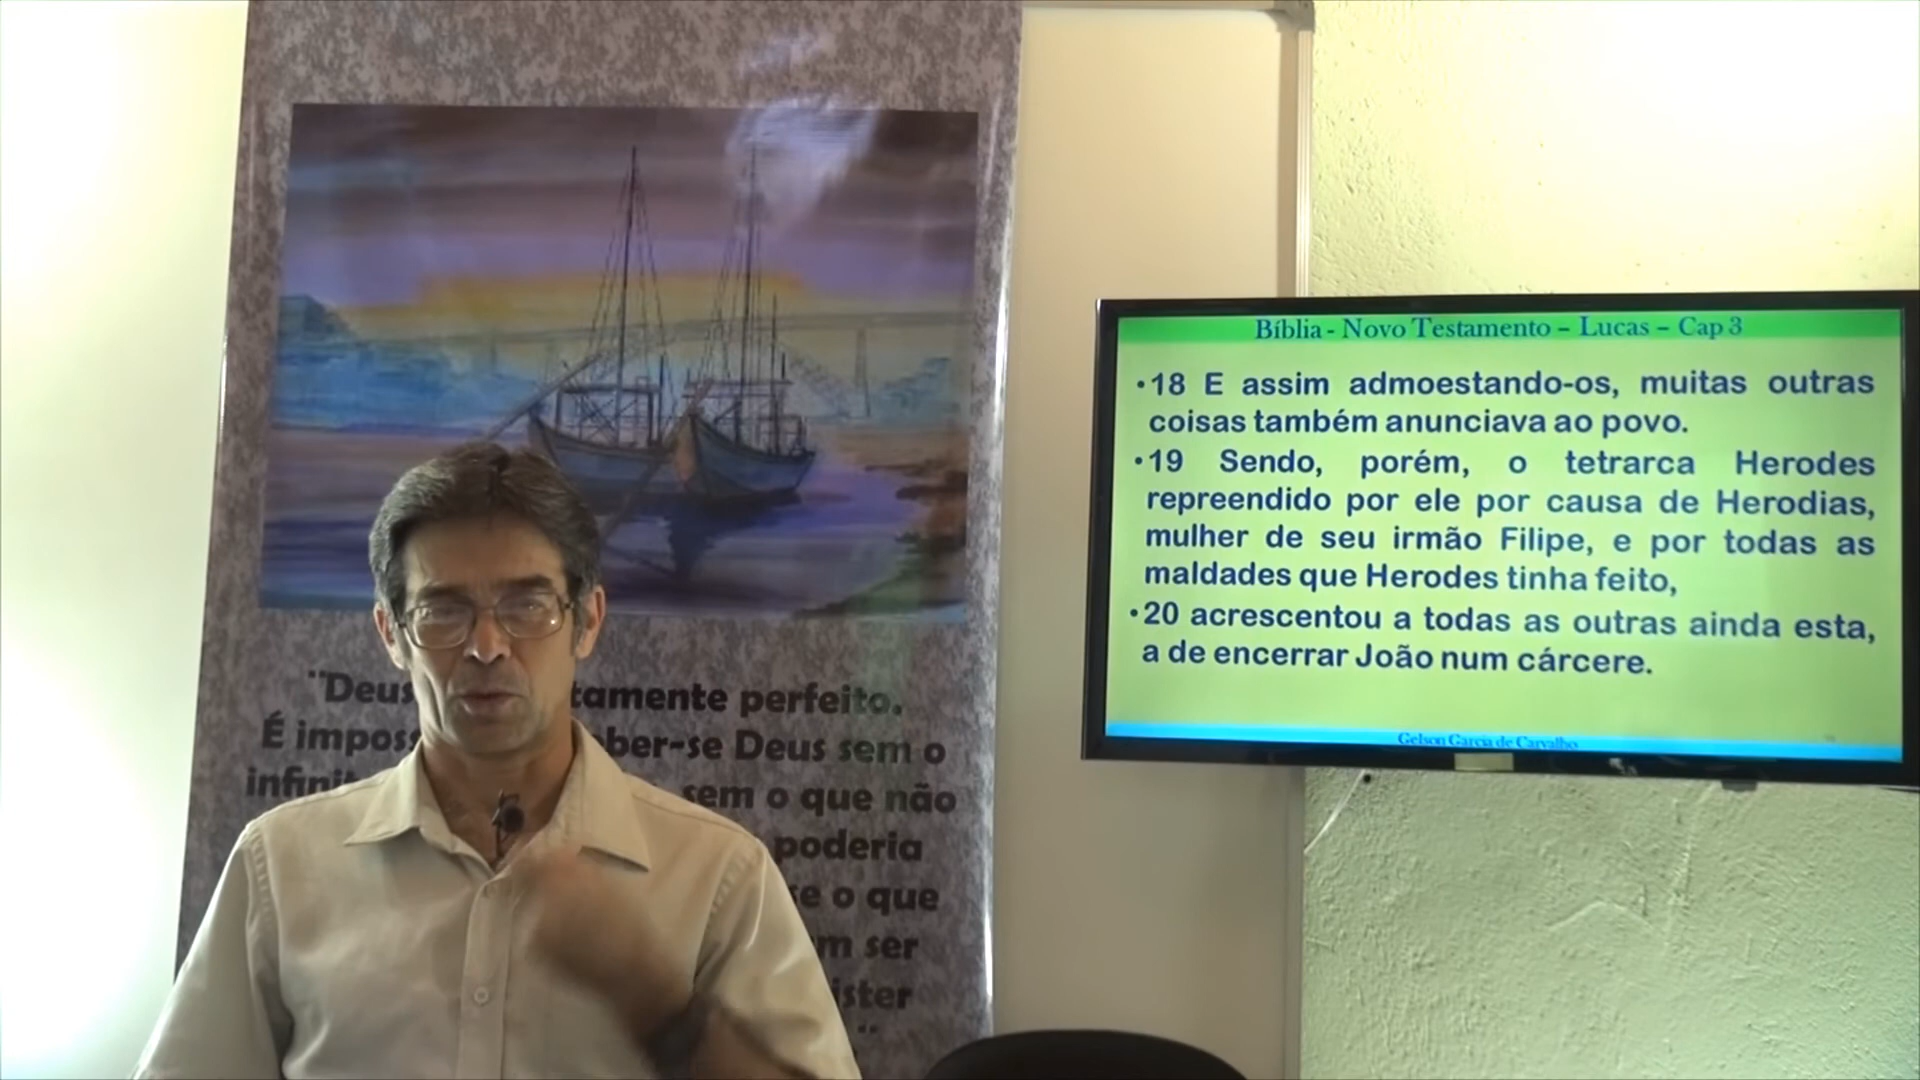 "Deus tamente perfeito.
É imposs ber-se Deus sem o
infini sem o que não
poderia
se o que
m ser
ister
"
Bíblia - Novo Testamento – Lucas – Cap 3
•18 E assim admoestando-os, muitas outras
coisas também anunciava ao povo.
•19 Sendo, porém, o tetrarca Herodes
repreendido por ele por causa de Herodias,
mulher de seu irmão Filipe, e por todas as
maldades que Herodes tinha feito,
•20 acrescentou a todas as outras ainda esta,
a de encerrar João num cárcere.
Gelson Garcia de Carvalho